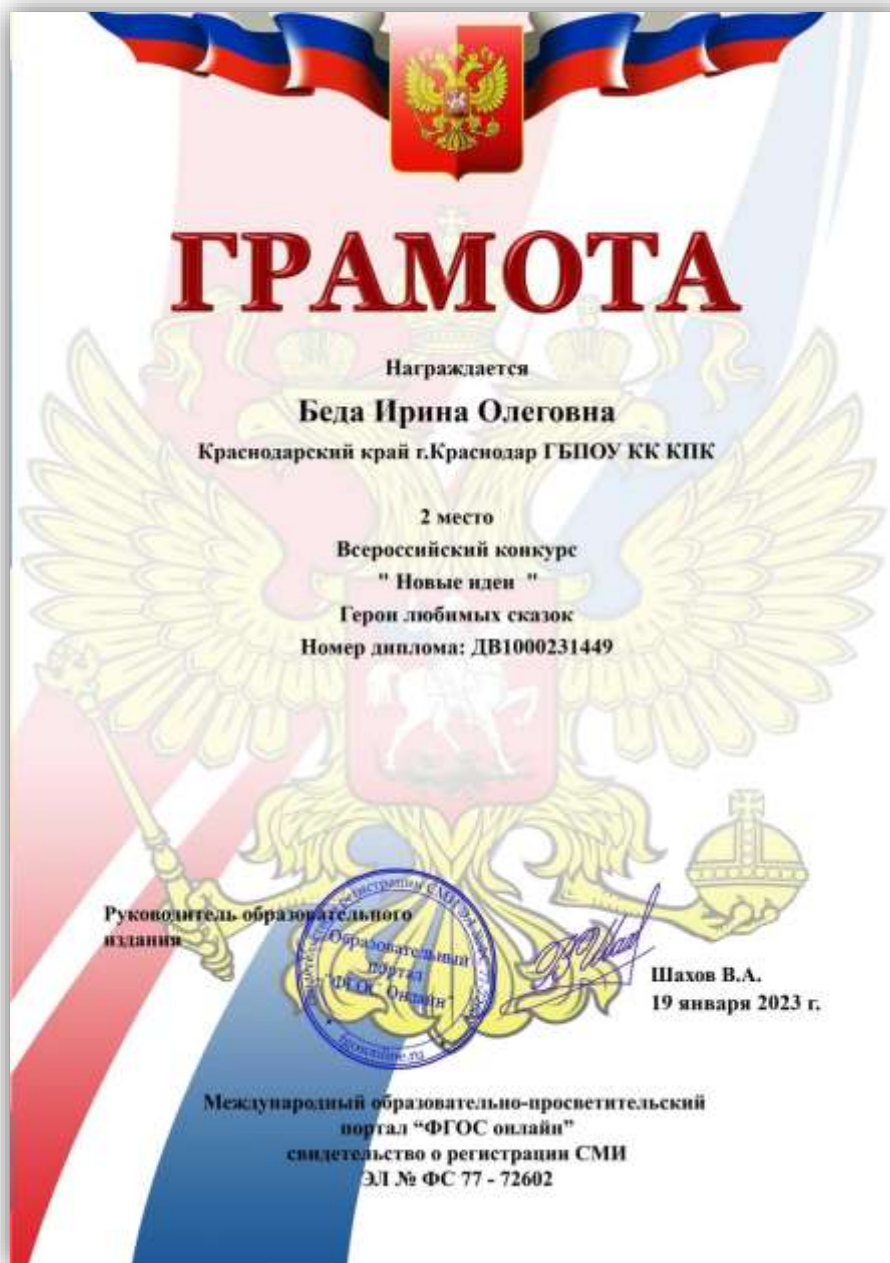 ГРАМОТА
Награждается
Беда Ирина Олеговна
Краснодарский край г.Краснодар ГБПОУ КК КПК
2 место
Всероссийский конкурс
" Новые идеи "
Герои любимых сказок
Номер диплома: ДВ1000231449
Руководитель образовательного
издания
Образовательный
портал
"ФГОС Онлайн"
Шахов В.А.
19 января 2023 г.
Международный образовательно-просветительский
портал “ФГОС онлайн”
свидетельство о регистрации СМИ
ЭЛ № ФС 77 - 72602